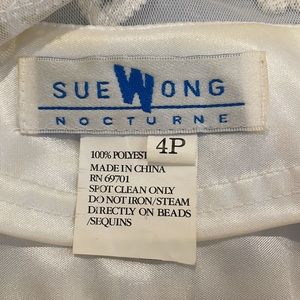 SUE WONG
NOCTURNE
4P
100% POLYEST
MADE IN CHINA
RN 69701
SPOT CLEAN ONLY
DO NOT IRON/STEAM
DIRECTLY ON BEADS
/SEQUINS